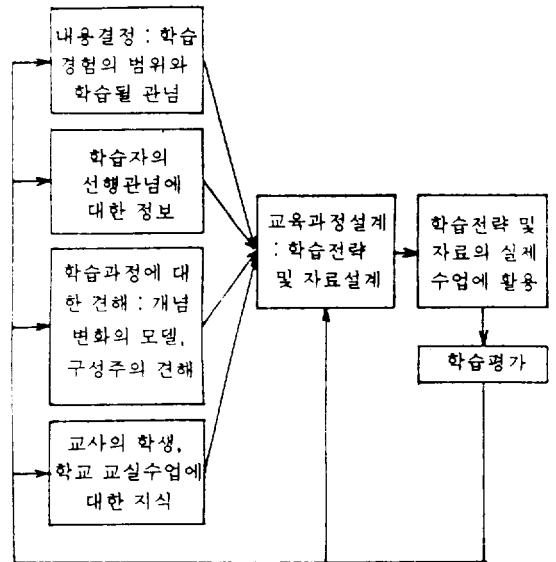 내용결정 : 학습
경험의 범위와
학습될 관념
학습자의
선행관념에
대한 정보
학습과정에 대
한 견해 : 개념
변화의 모델,
구성주의 견해
교사의 학생,
학교 교실수업에
대한 지식
교육과정설계
: 학습전략
및 자료설계
학습전략 및
자료의 실제
수업에 활용
학습평가